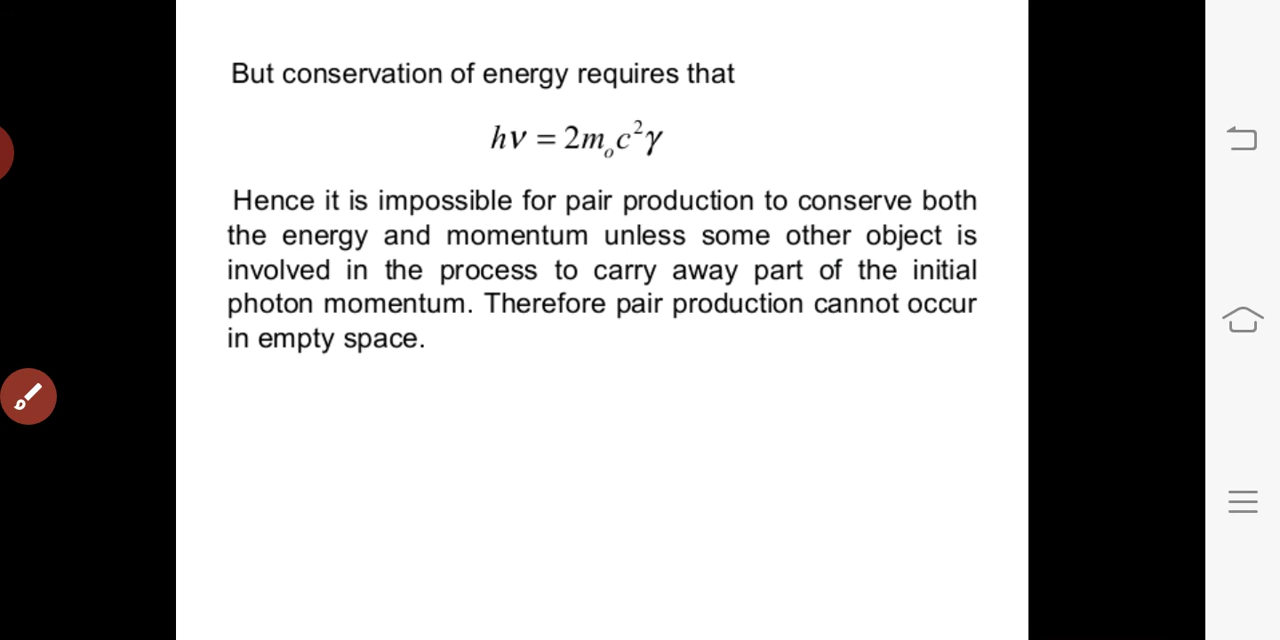 But conservation of energy requires that
hν = 2mₒc²γ
Hence it is impossible for pair production to conserve both
the energy and momentum unless some other object is
involved in the process to carry away part of the initial
photon momentum. Therefore pair production cannot occur
in empty space.